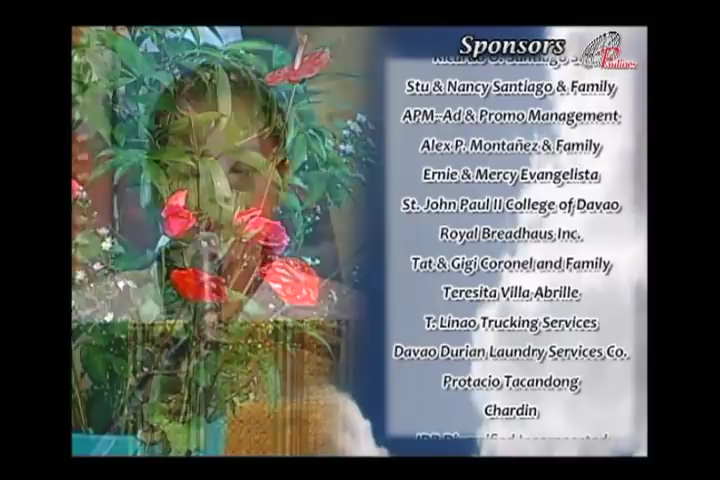 Sponsors
Paulines
Stu & Nancy Santiago & Family
APM--Ad & Promo Management
Alex P. Montañez & Family
Ernie & Mercy Evangelista
St. John Paul II College of Davao
Royal Breadhaus Inc.
Tat & Gigi Coronel and Family
Teresita Villa-Abrille
T. Linao Trucking Services
Davao Durian Laundry Services Co.
Protacio Tacandong
Chardin